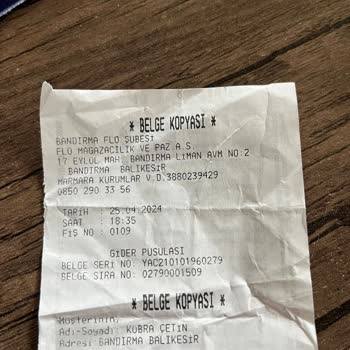 * BELGE KOPYASI *
BANDIRMA FLO ŞUBESİ
FLO MAĞAZACILIK VE PAZ A.S.
17 EYLÜL MAH. BANDIRMA LİMAN AVM NO:2
BANDIRMA BALIKESİR
MARMARA KURUMLAR V.D.3880239429
0850 290 33 56
TARİH : 25.04.2024
SAAT : 18:35
FİŞ NO : 0109
GİDER PUSULASI
BELGE SERİ NO: YAC210101960279
BELGE SIRA NO: 02790001509
* BELGE KOPYASI *
Müşterinin,
Adı-Soyadı: KÜBRA ÇETİN
Adresi BANDIRMA BALIKESİR